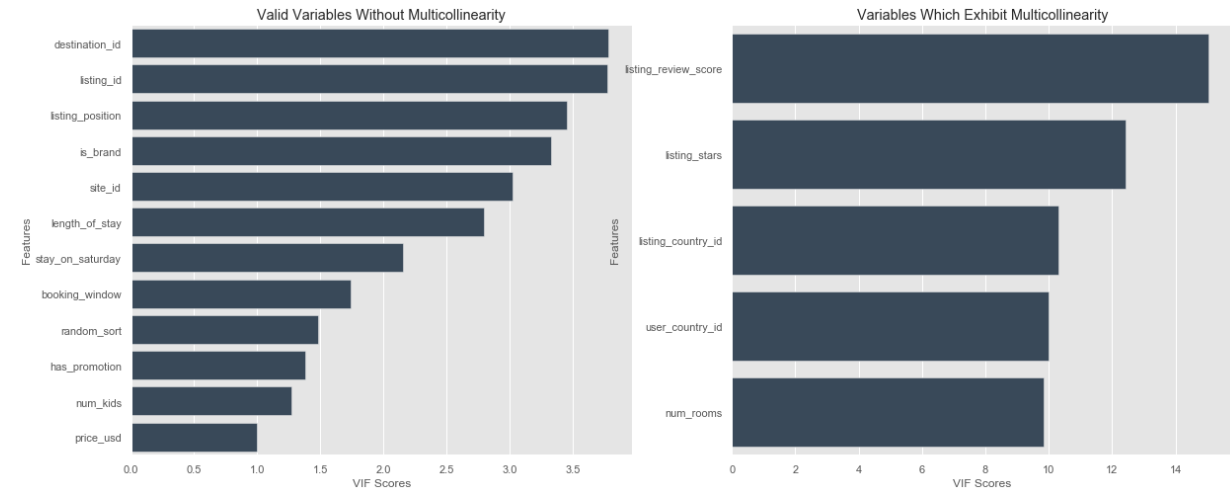 Valid Variables Without Multicollinearity
destination_id
listing_id
listing_position
is_brand
site_id
length_of_stay
stay_on_saturday
booking_window
random_sort
has_promotion
num_kids
price_usd
Features
0.0 0.5 1.0 1.5 2.0 2.5 3.0 3.5
VIF Scores
Variables Which Exhibit Multicollinearity
listing_review_score
listing_stars
listing_country_id
user_country_id
num_rooms
Features
0 2 4 6 8 10 12 14
VIF Scores